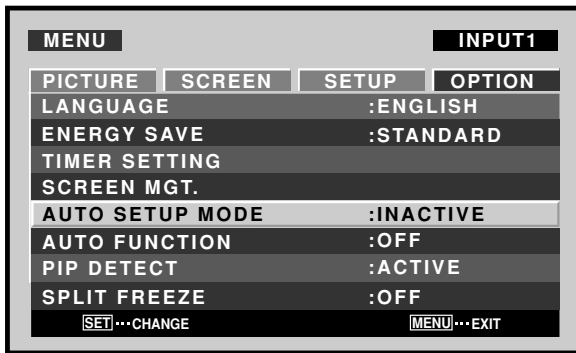 MENU INPUT1
PICTURE SCREEN SETUP OPTION
LANGUAGE :ENGLISH
ENERGY SAVE :STANDARD
TIMER SETTING
SCREEN MGT.
AUTO SETUP MODE :INACTIVE
AUTO FUNCTION :OFF
PIP DETECT :ACTIVE
SPLIT FREEZE :OFF
SET···CHANGE MENU···EXIT